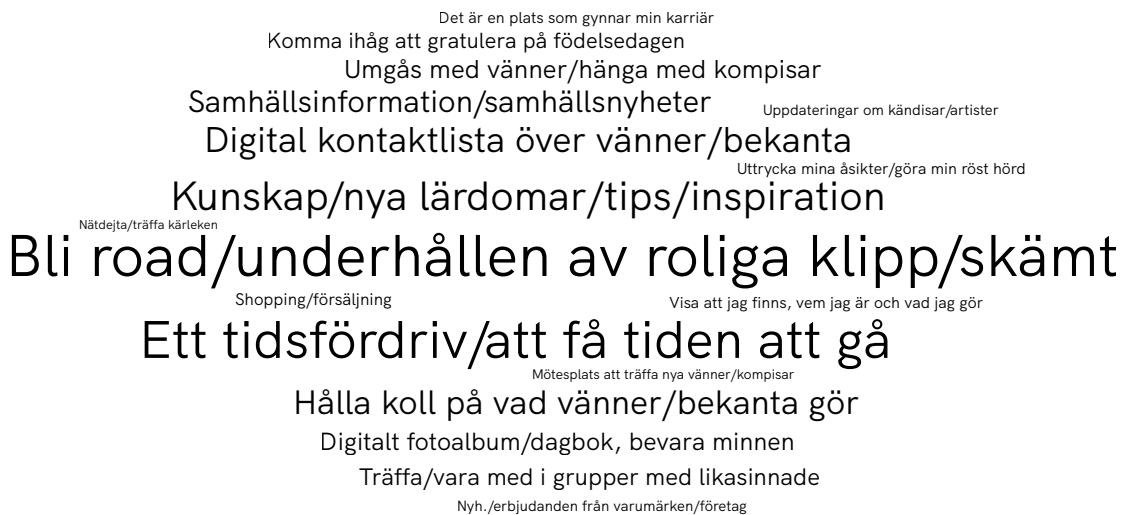 Det är en plats som gynnar min karriär
Komma ihåg att gratulera på födelsedagen
Umgås med vänner/hänga med kompisar
Samhällsinformation/samhällsnyheter
Uppdateringar om kändisar/artister
Digital kontaktlista över vänner/bekanta
Uttrycka mina åsikter/göra min röst hörd
Kunskap/nya lärdomar/tips/inspiration
Nätdejta/träffa kärleken
Bli road/underhållen av roliga klipp/skämt
Shopping/försäljning
Visa att jag finns, vem jag är och vad jag gör
Ett tidsfördriv/att få tiden att gå
Mötesplats att träffa nya vänner/kompisar
Hålla koll på vad vänner/bekanta gör
Digitalt fotoalbum/dagbok, bevara minnen
Träffa/vara med i grupper med likasinnade
Nyh./erbjudanden från varumärken/företag